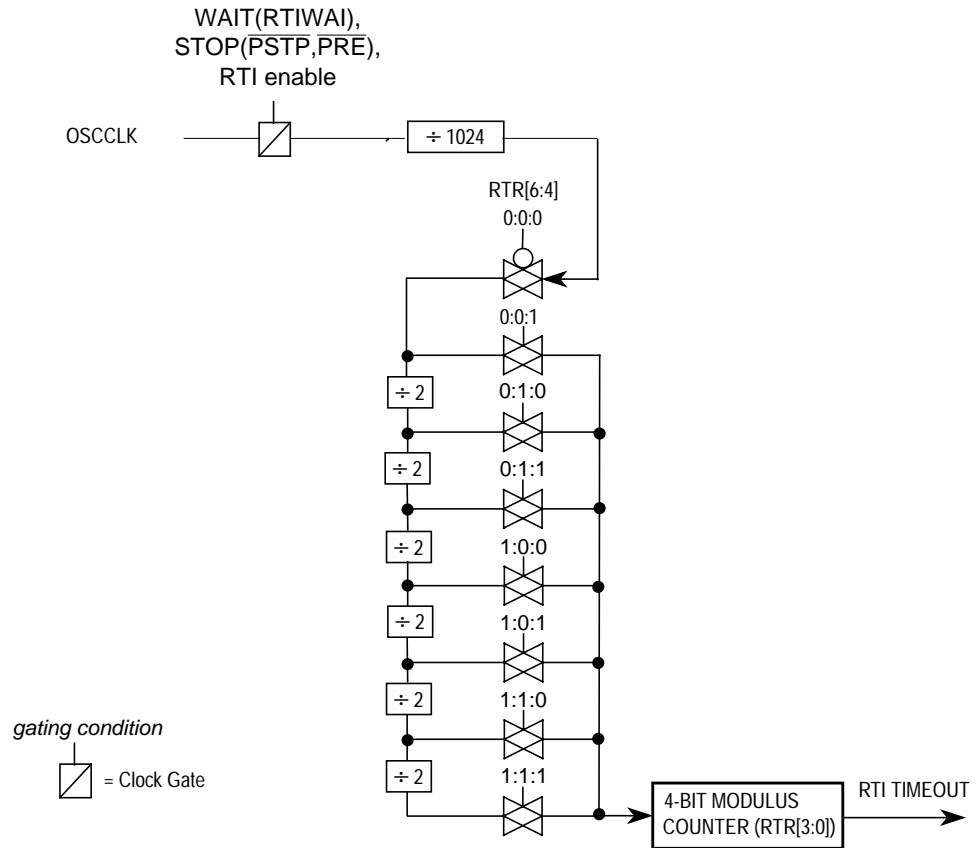 WAIT(RTIWAI),
STOP(P̅S̅T̅P̅,P̅R̅E̅),
RTI enable
OSCCLK
÷ 1024
RTR[6:4]
0:0:0
0:0:1
÷ 2
0:1:0
÷ 2
0:1:1
÷ 2
1:0:0
÷ 2
1:0:1
÷ 2
1:1:0
÷ 2
1:1:1
gating condition
= Clock Gate
4-BIT MODULUS
COUNTER (RTR[3:0])
RTI TIMEOUT